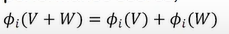 𝜙ᵢ(V + W) = 𝜙ᵢ(V) + 𝜙ᵢ(W)